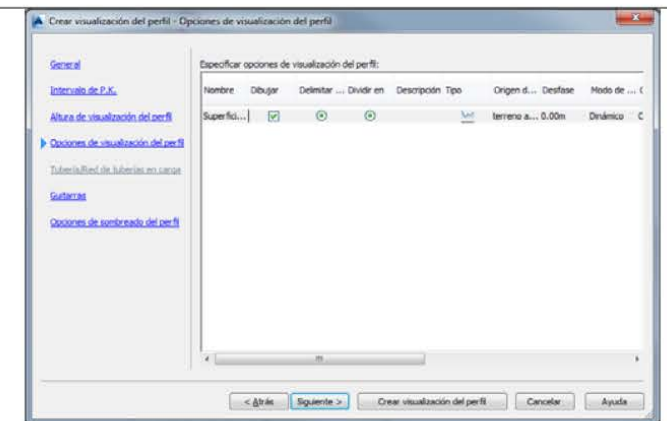 Crear visualización del perfil - Opciones de visualización del perfil
General
Intervalo de P.K.
Altura de visualización del perfil
Opciones de visualización del perfil
Tubería/Red de tuberías en carga
Guitarras
Opciones de sombreado del perfil
Especificar opciones de visualización del perfil:
Nombre Dibujar Delimitar ... Dividir en Descripción Tipo Origen d... Desfase Modo de ...
Superfici... terreno a... 0.00m Dinámico
< Atrás Siguiente > Crear visualización del perfil Cancelar Ayuda